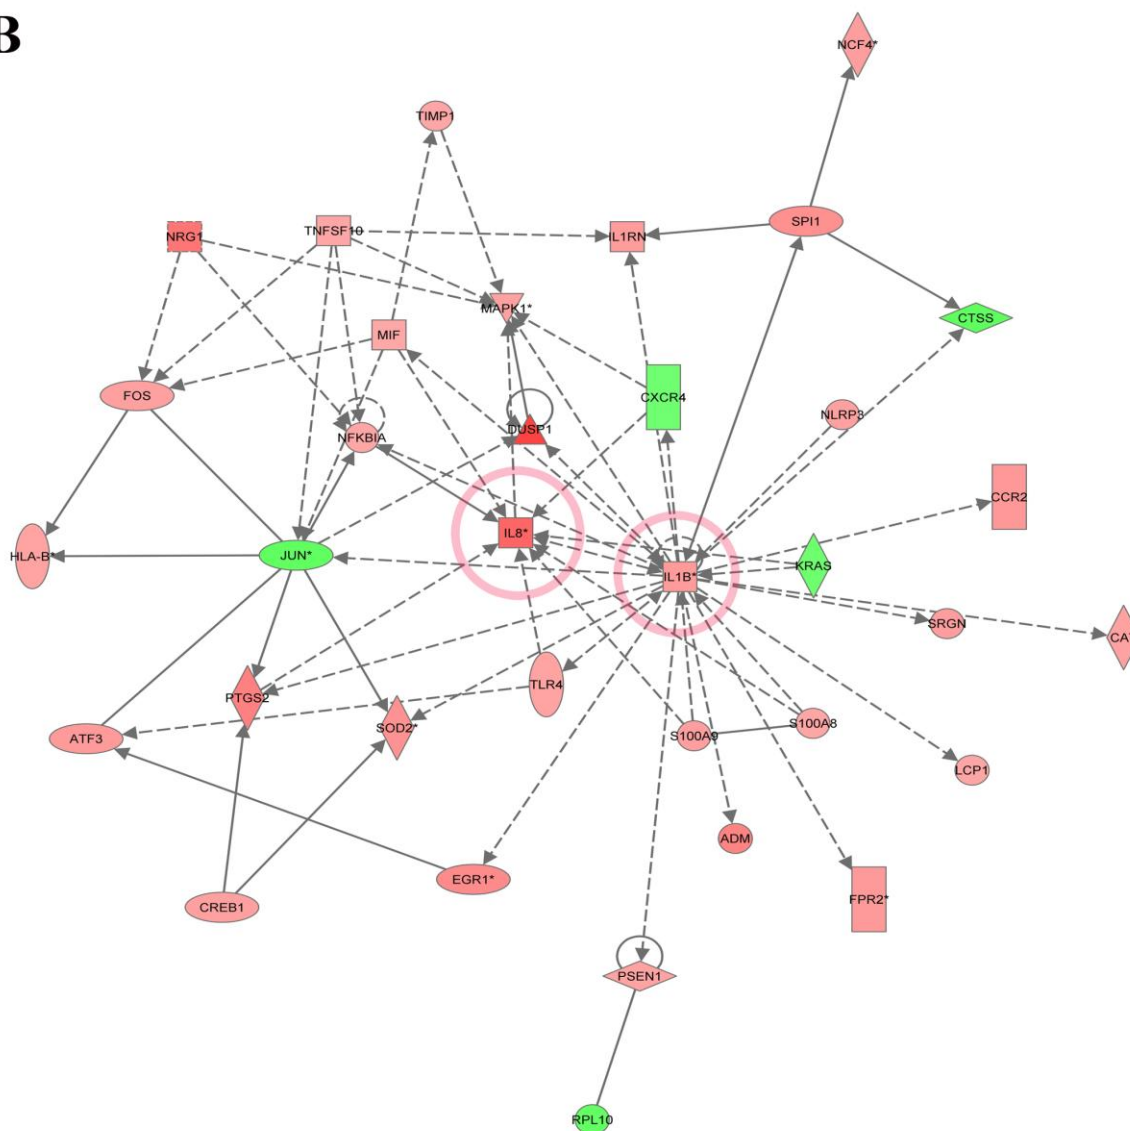 B
NCF4*
TIMP1
SPI1
NRG1
TNFSF10
IL1RN
MAPK1*
CTSS
MIF
FOS
CXCR4
NLRP3
DUSP1
NFKBIA
CCR2
IL8*
HLA-B*
JUN*
KRAS
IL1B*
SRGN
TLR4
PTGS2
SOD2*
ATF3
S100A9
S100A8
LCP1
ADM
EGR1*
CREB1
FPR2*
PSEN1
RPL10